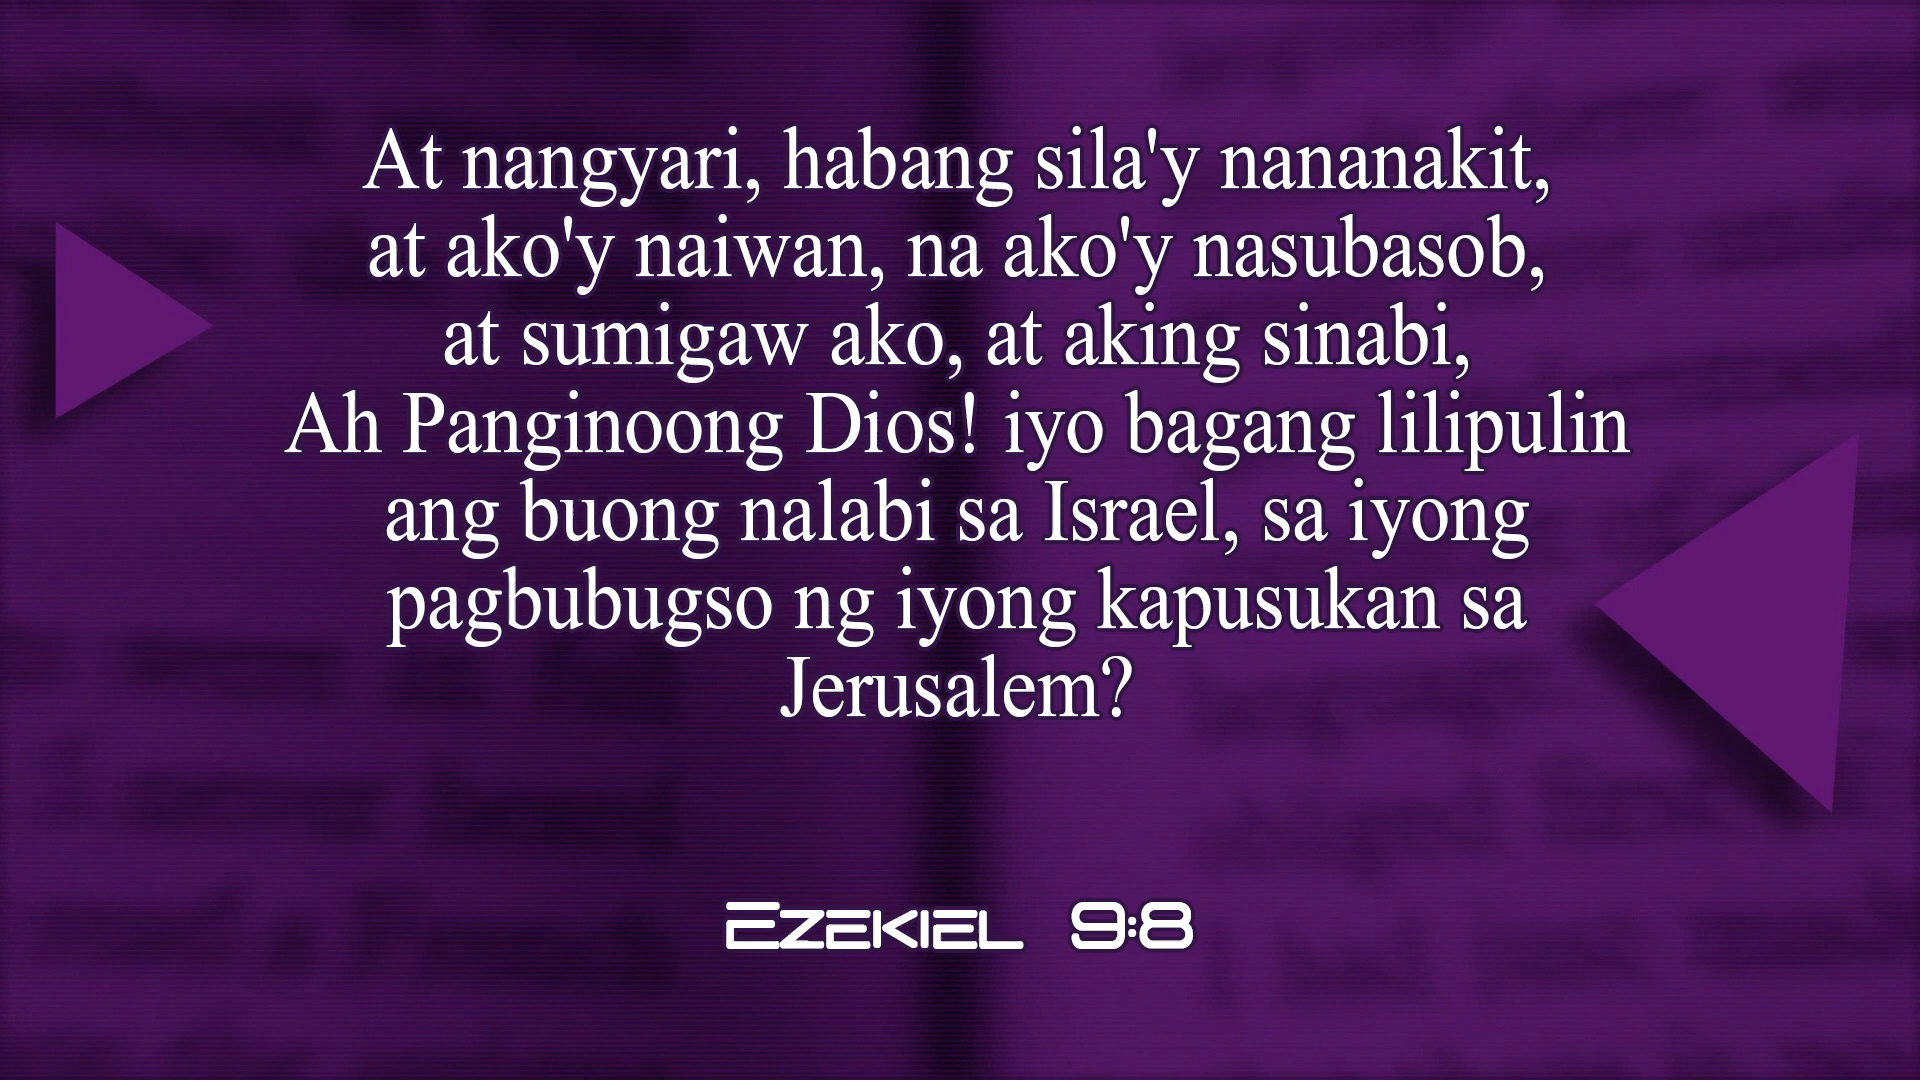 At nangyari, habang sila'y nananakit,
at ako'y naiwan, na ako'y nasubasob,
at sumigaw ako, at aking sinabi,
Ah Panginoong Dios! iyo bagang lilipulin
ang buong nalabi sa Israel, sa iyong
pagbubugso ng iyong kapusukan sa
Jerusalem?
Ezekiel 9:8